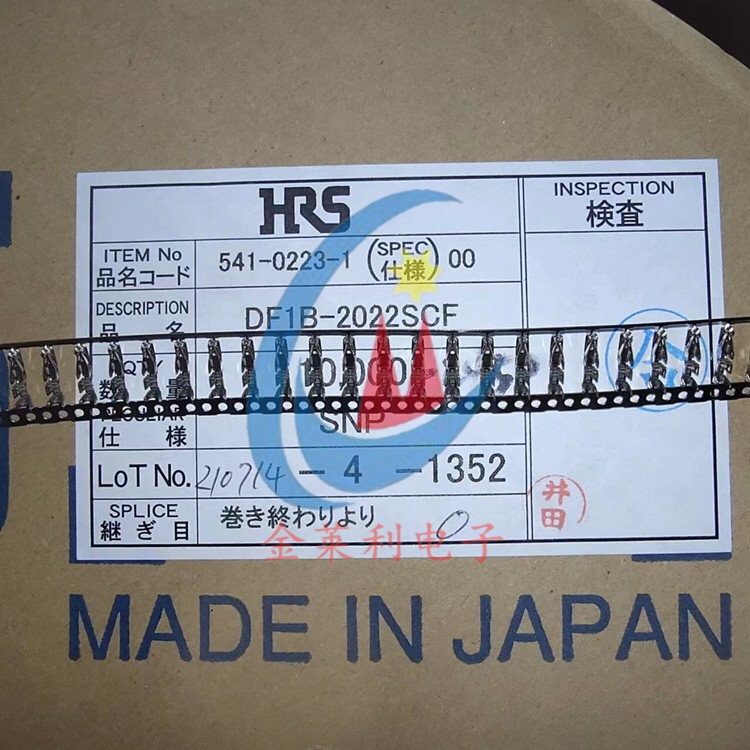 HRS
INSPECTION
検査
ITEM No
品名コード
541-0223-1 (SPEC 仕様) 00
DESCRIPTION
品 名
DF1B-2022SCF
数 量
10,000
仕 様
SNP
LoT No.
210714 - 4 - 1352
SPLICE
継ぎ目
巻き終わりより 0
井田
金莱利电子
MADE IN JAPAN